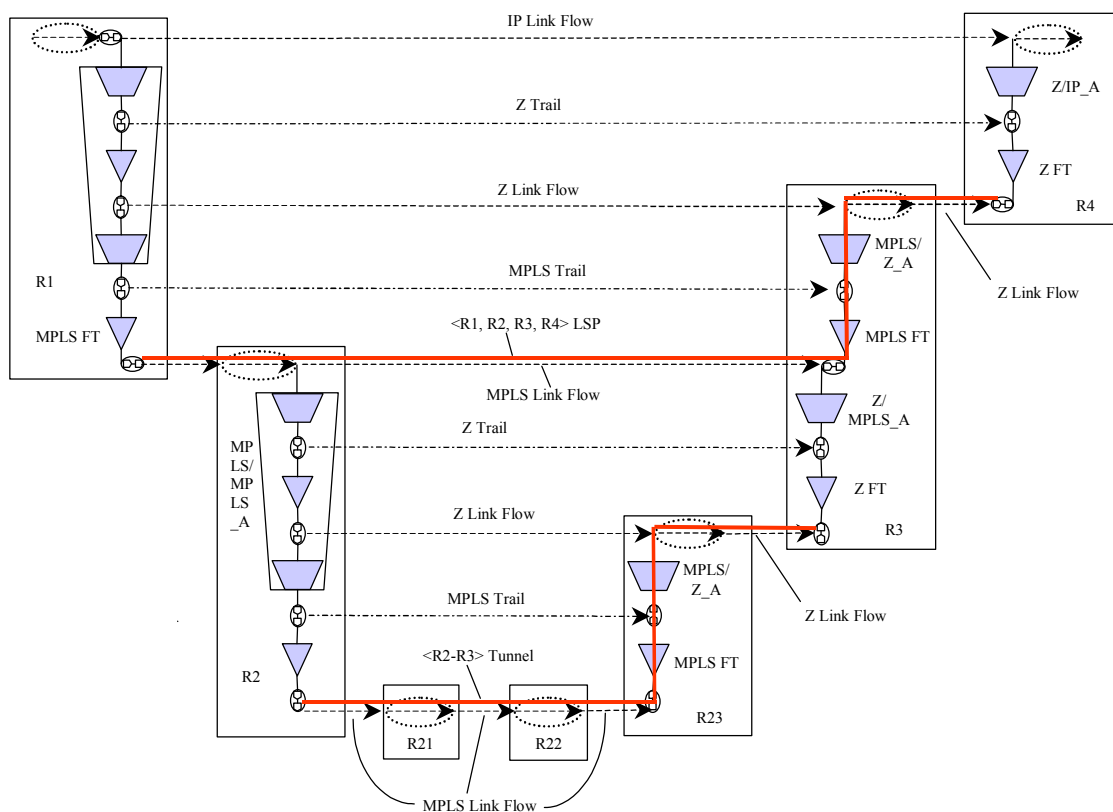 IP Link Flow
Z/IP_A
Z Trail
Z FT
Z Link Flow
R4
MPLS/
Z_A
R1
MPLS Trail
Z Link Flow
MPLS FT
<R1, R2, R3, R4> LSP
MPLS FT
MPLS Link Flow
Z/
MPLS_A
Z Trail
MP
LS/
MP
LS
_A
Z FT
Z Link Flow
R3
MPLS/
Z_A
MPLS Trail
Z Link Flow
<R2-R3> Tunnel
MPLS FT
R2
R23
R21
R22
MPLS Link Flow